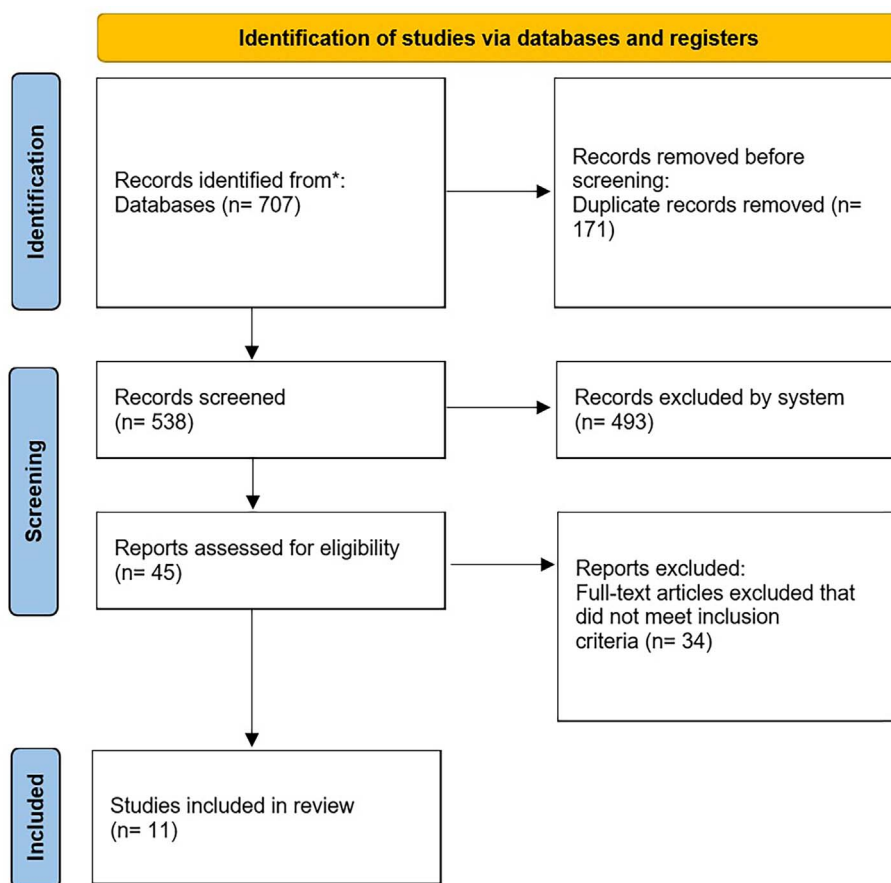 Identification of studies via databases and registers
Identification
Records identified from*:
Databases (n= 707)
Records removed before
screening:
Duplicate records removed (n=
171)
Screening
Records screened
(n= 538)
Records excluded by system
(n= 493)
Reports assessed for eligibility
(n= 45)
Reports excluded:
Full-text articles excluded that
did not meet inclusion
criteria (n= 34)
Included
Studies included in review
(n= 11)